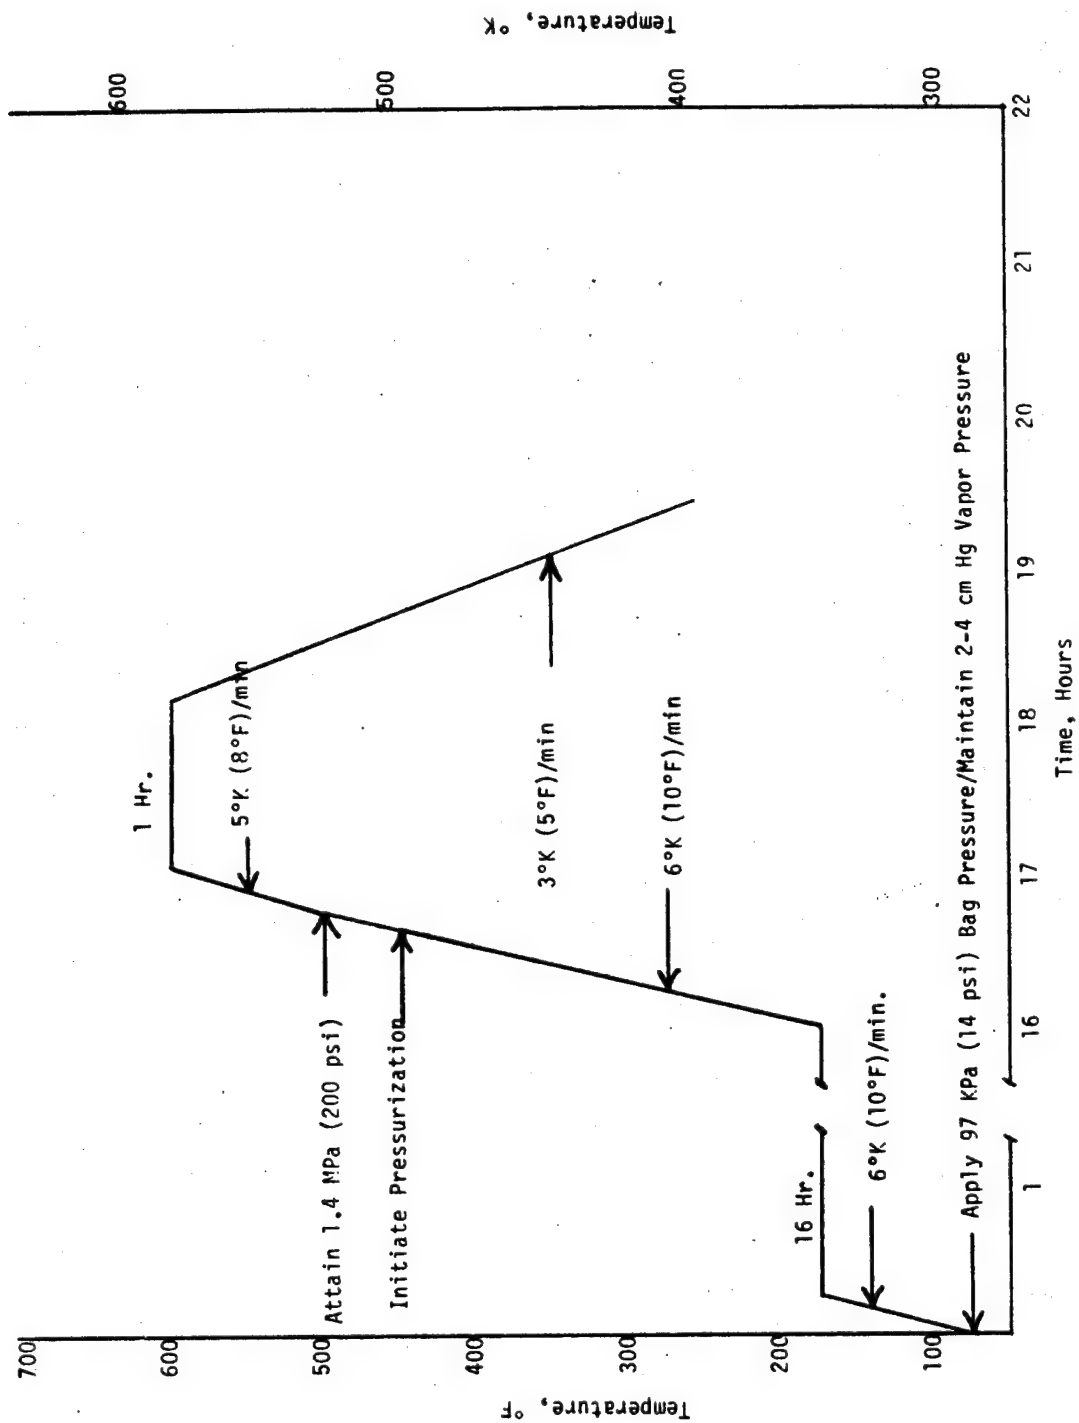 Temperature, °K
600
500
400
300
700
600
500
400
300
200
100
Temperature, °F
1 Hr.
5°K (8°F)/min
Attain 1.4 MPa (200 psi)
Initiate Pressurization
3°K (5°F)/min
6°K (10°F)/min
16 Hr.
6°K (10°F)/min.
Apply 97 KPa (14 psi) Bag Pressure/Maintain 2-4 cm Hg Vapor Pressure
1
16
17
18
19
20
21
22
Time, Hours